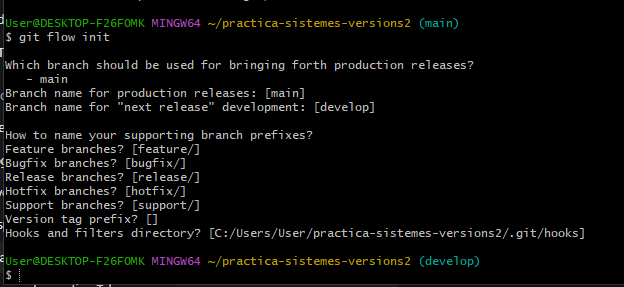 User@DESKTOP-F26FOMK MINGW64 ~/practica-sistemes-versions2 (main)
$ git flow init

Which branch should be used for bringing forth production releases?
   - main
Branch name for production releases: [main]
Branch name for "next release" development: [develop]

How to name your supporting branch prefixes?
Feature branches? [feature/]
Bugfix branches? [bugfix/]
Release branches? [release/]
Hotfix branches? [hotfix/]
Support branches? [support/]
Version tag prefix? []
Hooks and filters directory? [C:/Users/User/practica-sistemes-versions2/.git/hooks]

User@DESKTOP-F26FOMK MINGW64 ~/practica-sistemes-versions2 (develop)
$